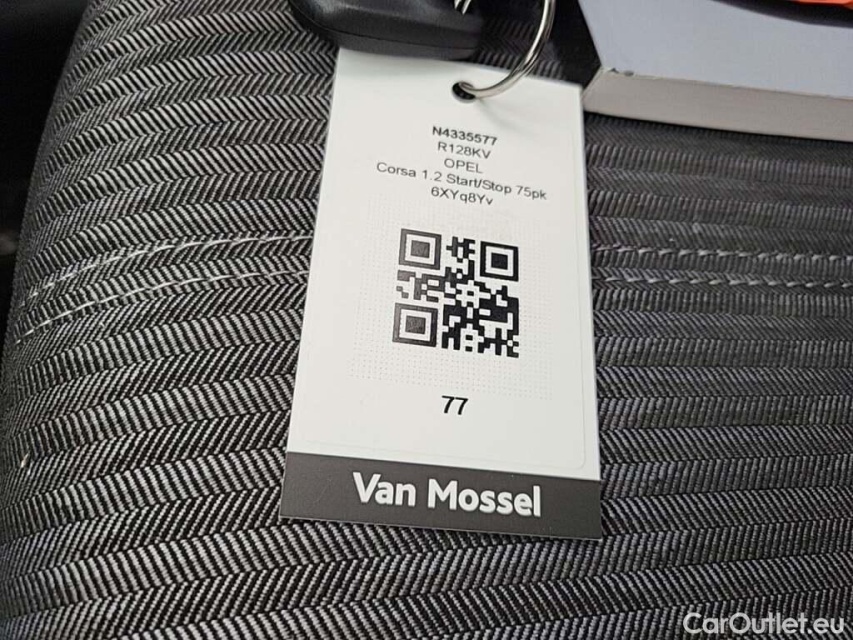 N4335577
R128KV
OPEL
Corsa 1.2 Start/Stop 75pk
6XYq8Yv
77
Van Mossel
CarOutlet.eu